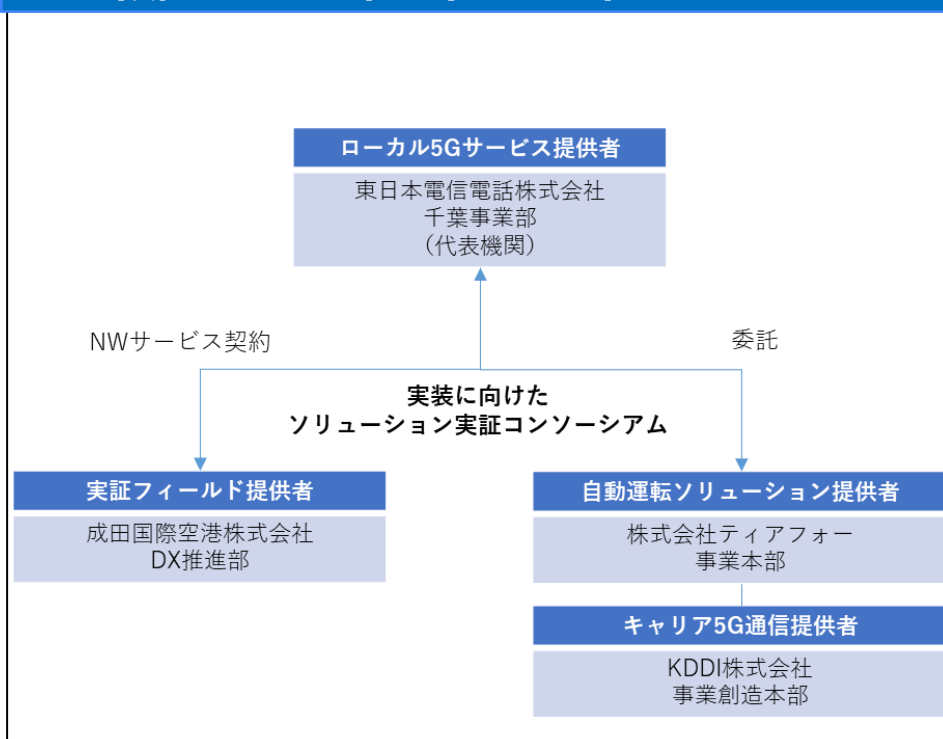 ローカル5Gサービス提供者
東日本電信電話株式会社
千葉事業部
（代表機関）
NWサービス契約
委託
実装に向けた
ソリューション実証コンソーシアム
実証フィールド提供者
成田国際空港株式会社
DX推進部
自動運転ソリューション提供者
株式会社ティアフォー
事業本部
キャリア5G通信提供者
KDDI株式会社
事業創造本部